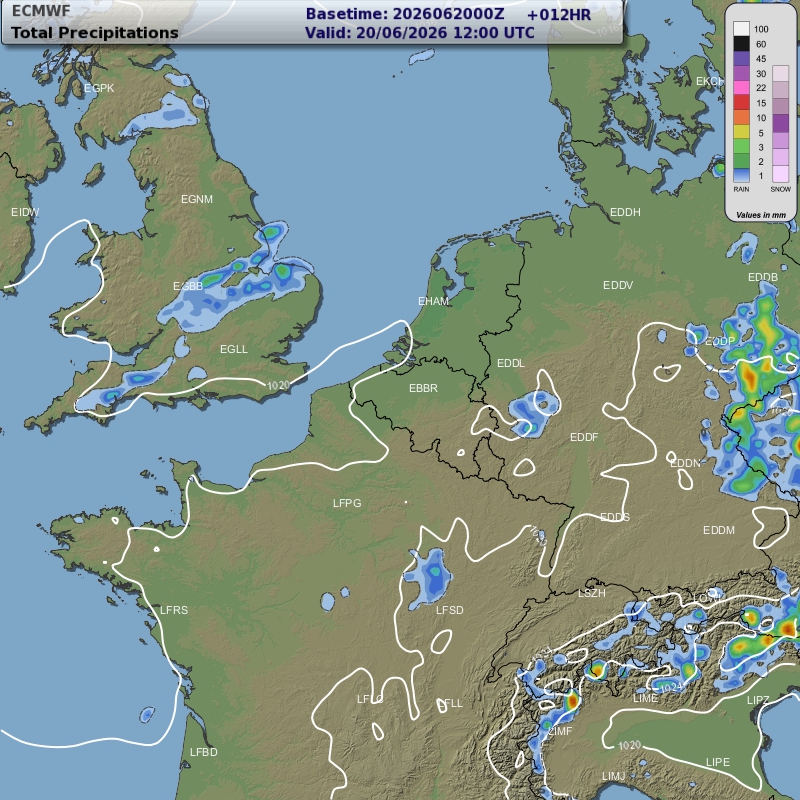 ECMWF
Basetime: 2026062000Z +012HR
Total Precipitations
Valid: 20/06/2026 12:00 UTC
100
60
45
30
22
15
10
5
3
2
1
RAIN
SNOW
Values in mm
EGPK
EKCH
EIDW
EGNM
EDDH
EGBB
EDDV
EDDB
EHAM
EGLL
EDDL
EDDP
1020
EBBR
EDDF
EDDN
LFPG
EDDS
EDDM
LSZH
LFRS
LFSD
LFLC
LFLL
LIME
1024
LIPZ
LIMF
1020
LFBD
LIPE
LIMJ